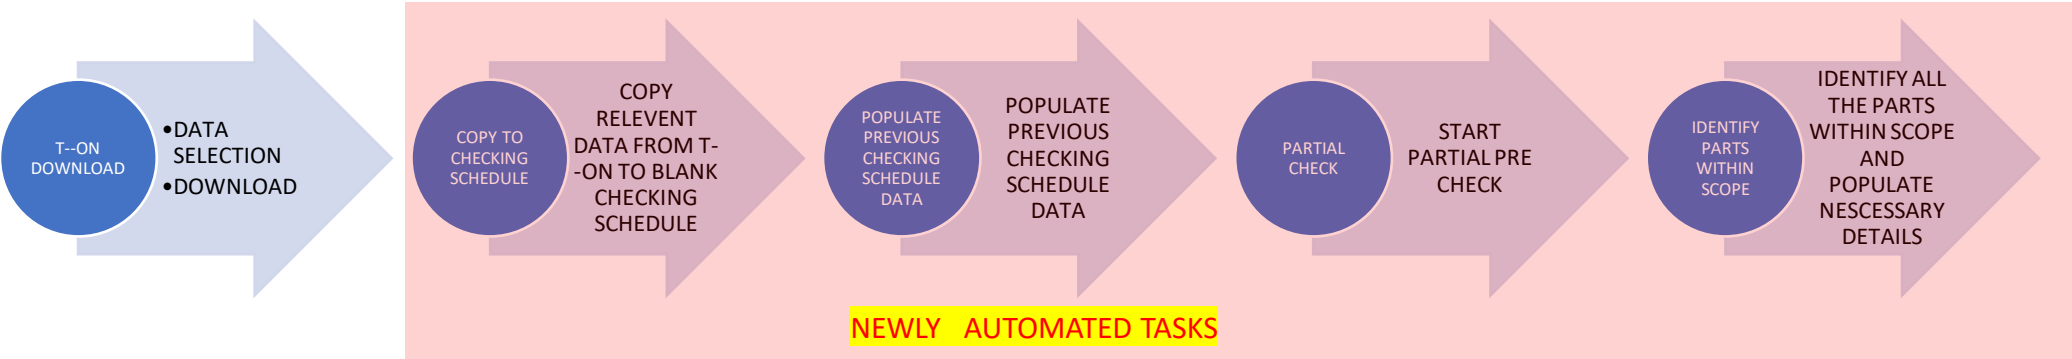 T--ON
DOWNLOAD
•DATA
SELECTION
•DOWNLOAD
COPY TO
CHECKING
SCHEDULE
COPY
RELEVENT
DATA FROM T-
-ON TO BLANK
CHECKING
SCHEDULE
POPULATE
PREVIOUS
CHECKING
SCHEDULE
DATA
POPULATE
PREVIOUS
CHECKING
SCHEDULE
DATA
PARTIAL
CHECK
START
PARTIAL PRE
CHECK
IDENTIFY
PARTS
WITHIN
SCOPE
IDENTIFY ALL
THE PARTS
WITHIN SCOPE
AND
POPULATE
NESCESSARY
DETAILS
NEWLY AUTOMATED TASKS